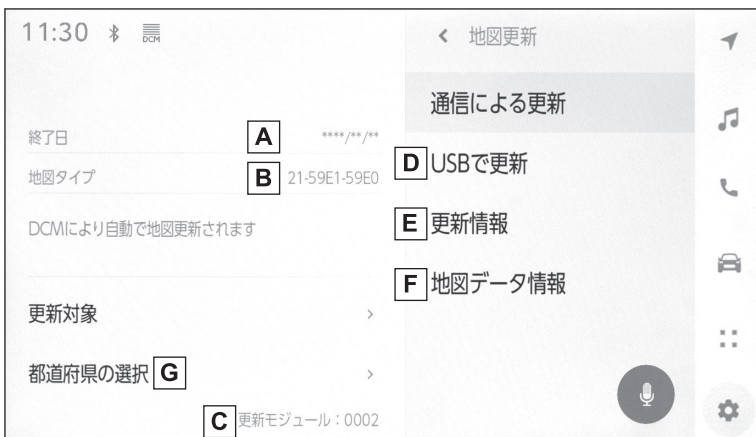 11:30 DCM
終了日 A ****/**/**
地図タイプ B 21-59E1-59E0
DCMにより自動で地図更新されます
更新対象 >
都道府県の選択 G >
C 更新モジュール：0002
< 地図更新
通信による更新
D USBで更新
E 更新情報
F 地図データ情報